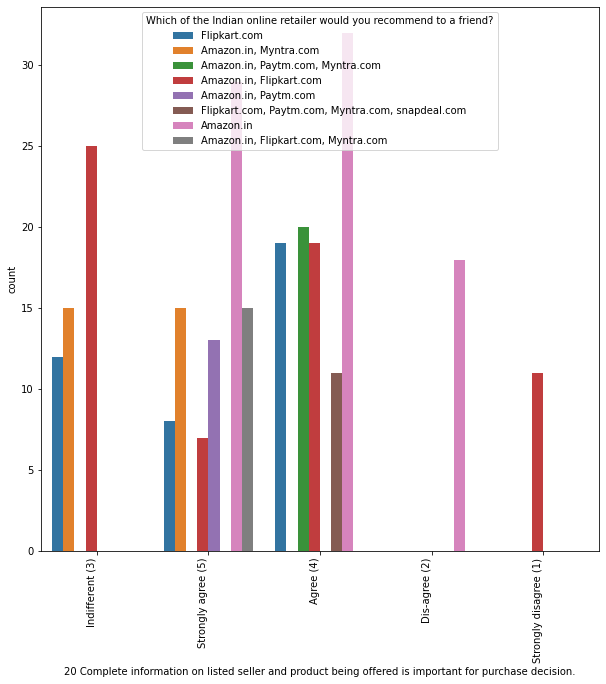 Which of the Indian online retailer would you recommend to a friend?
Flipkart.com
Amazon.in, Myntra.com
Amazon.in, Paytm.com, Myntra.com
Amazon.in, Flipkart.com
Amazon.in, Paytm.com
Flipkart.com, Paytm.com, Myntra.com, snapdeal.com
Amazon.in
Amazon.in, Flipkart.com, Myntra.com
30
25
20
15
10
5
0
count
Indifferent (3)
Strongly agree (5)
Agree (4)
Dis-agree (2)
Strongly disagree (1)
20 Complete information on listed seller and product being offered is important for purchase decision.